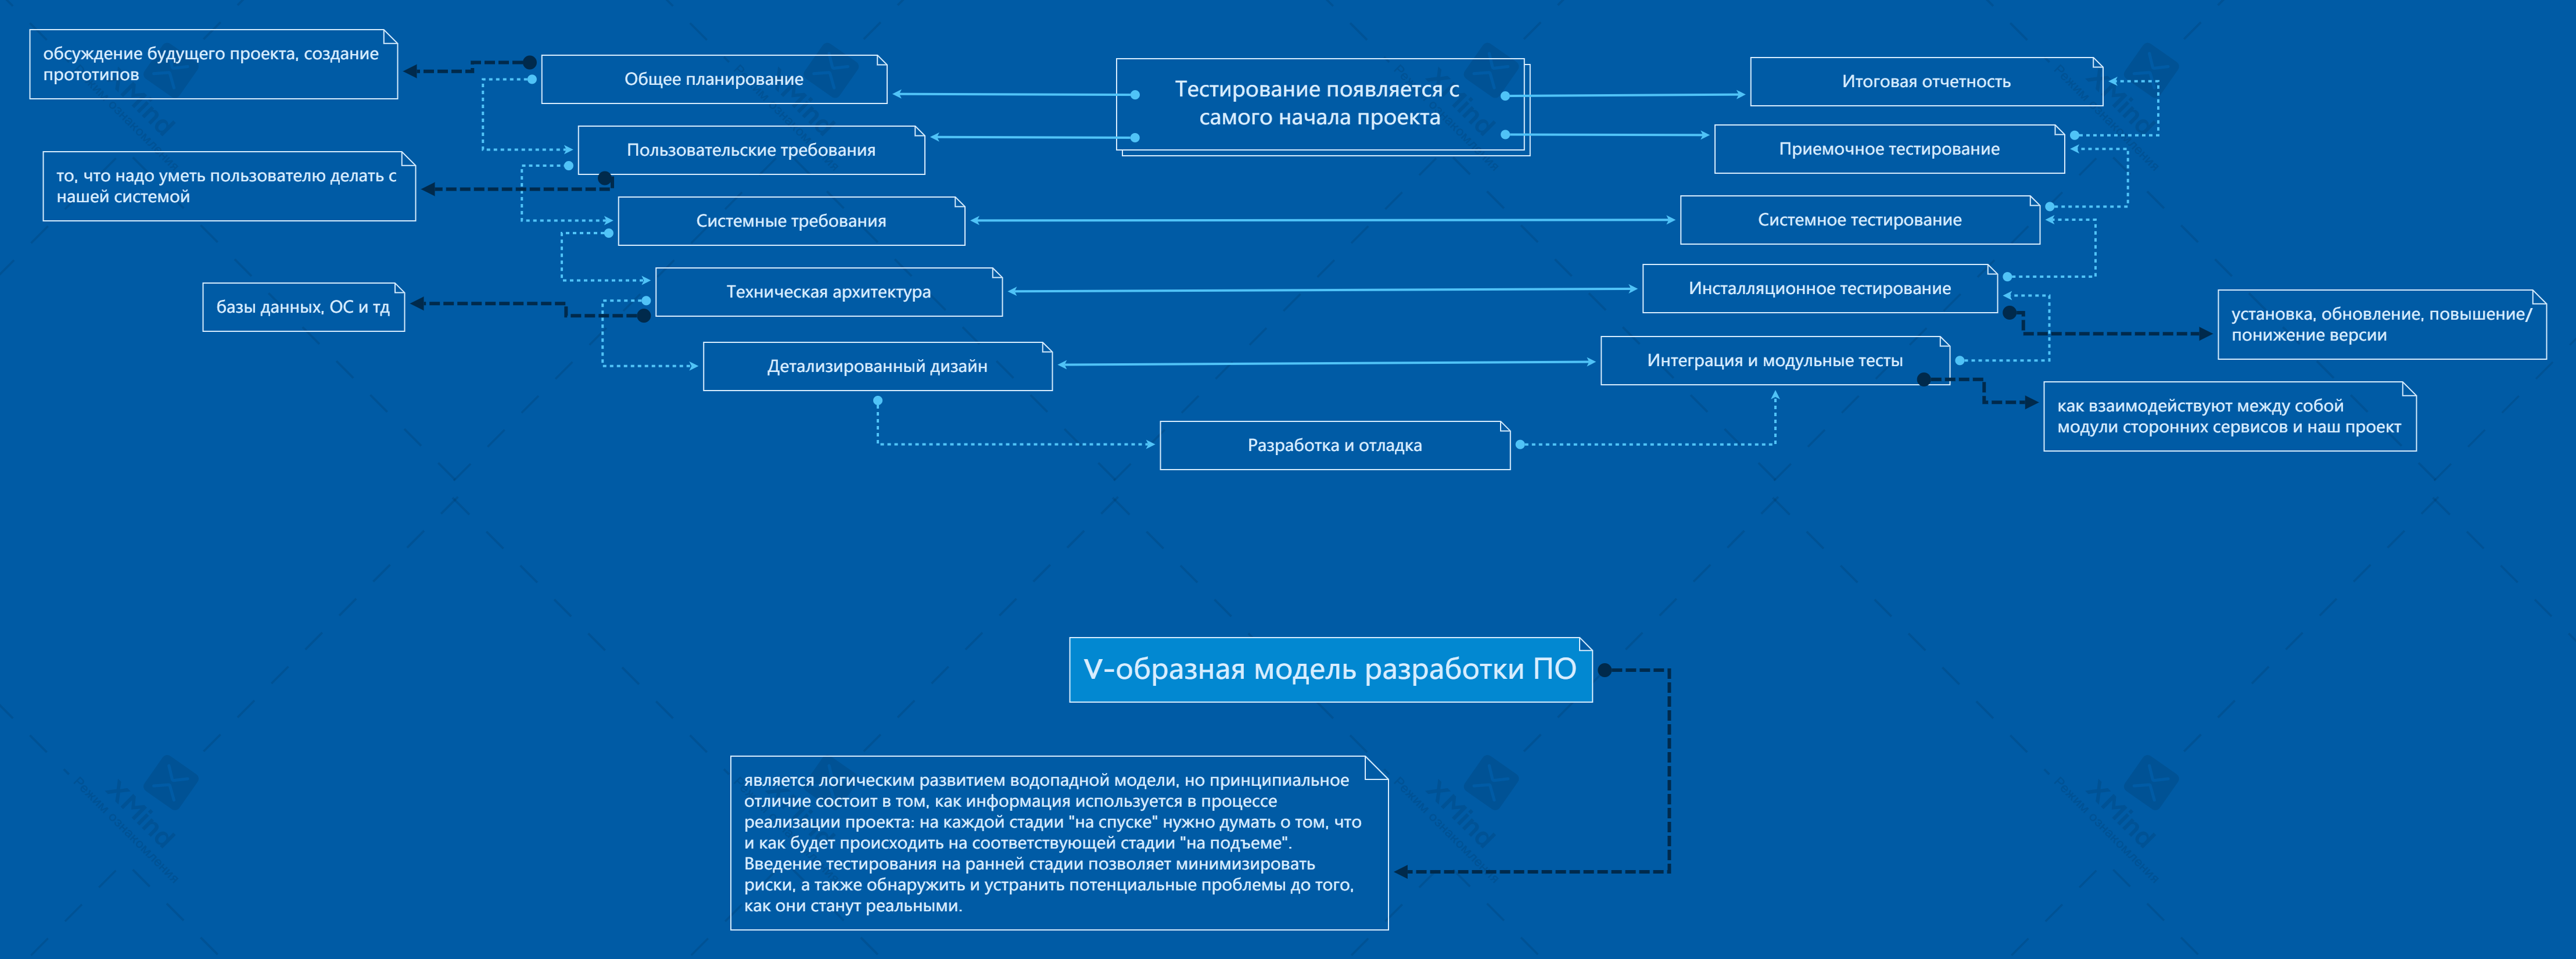 обсуждение будущего проекта, создание
прототипов
Общее планирование
Тестирование появляется с
самого начала проекта
Итоговая отчетность
Пользовательские требования
Приемочное тестирование
то, что надо уметь пользователю делать с
нашей системой
Системные требования
Системное тестирование
Техническая архитектура
Инсталляционное тестирование
базы данных, ОС и тд
установка, обновление, повышение/
понижение версии
Детализированный дизайн
Интеграция и модульные тесты
как взаимодействуют между собой
модули сторонних сервисов и наш проект
Разработка и отладка
V-образная модель разработки ПО
является логическим развитием водопадной модели, но принципиальное
отличие состоит в том, как информация используется в процессе
реализации проекта: на каждой стадии "на спуске" нужно думать о том, что
и как будет происходить на соответствующей стадии "на подъеме".
Введение тестирования на ранней стадии позволяет минимизировать
риски, а также обнаружить и устранить потенциальные проблемы до того,
как они станут реальными.
XMind
XMind
XMind
XMind
XMind
XMind